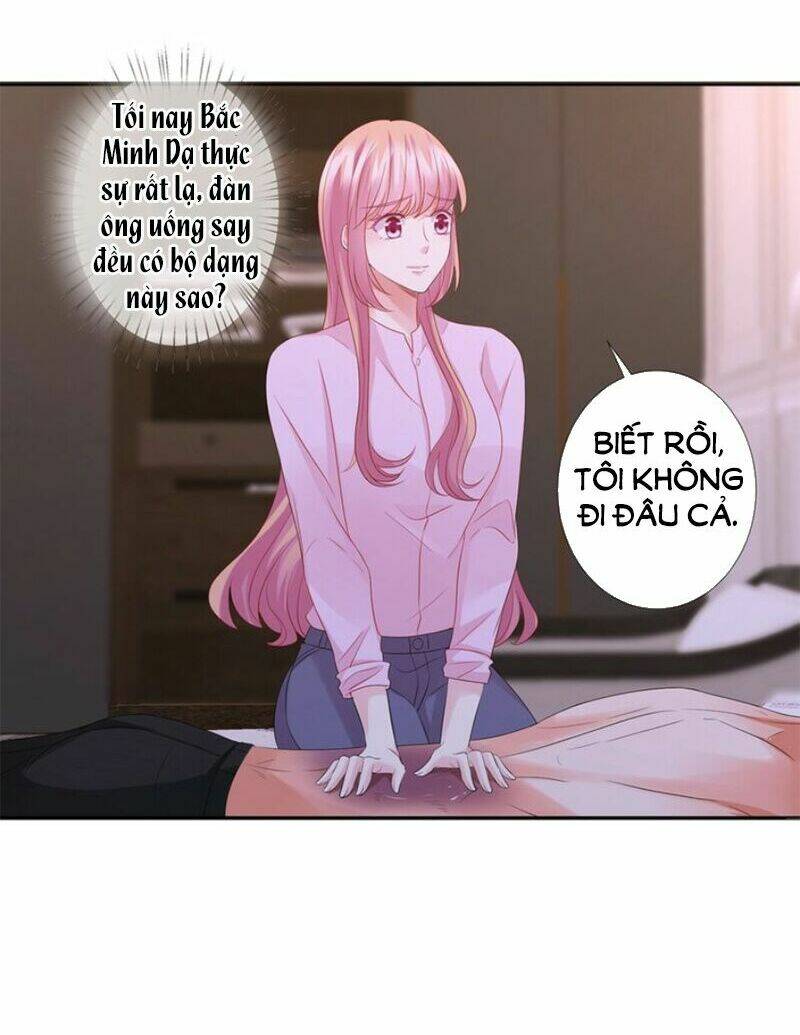 Tối nay Bắc
Minh Dạ thực
sự rất lạ, đàn
ông uống say
đều có bộ dạng
này sao?
BIẾT RỒI,
TÔI KHÔNG
ĐI ĐÂU CẢ.